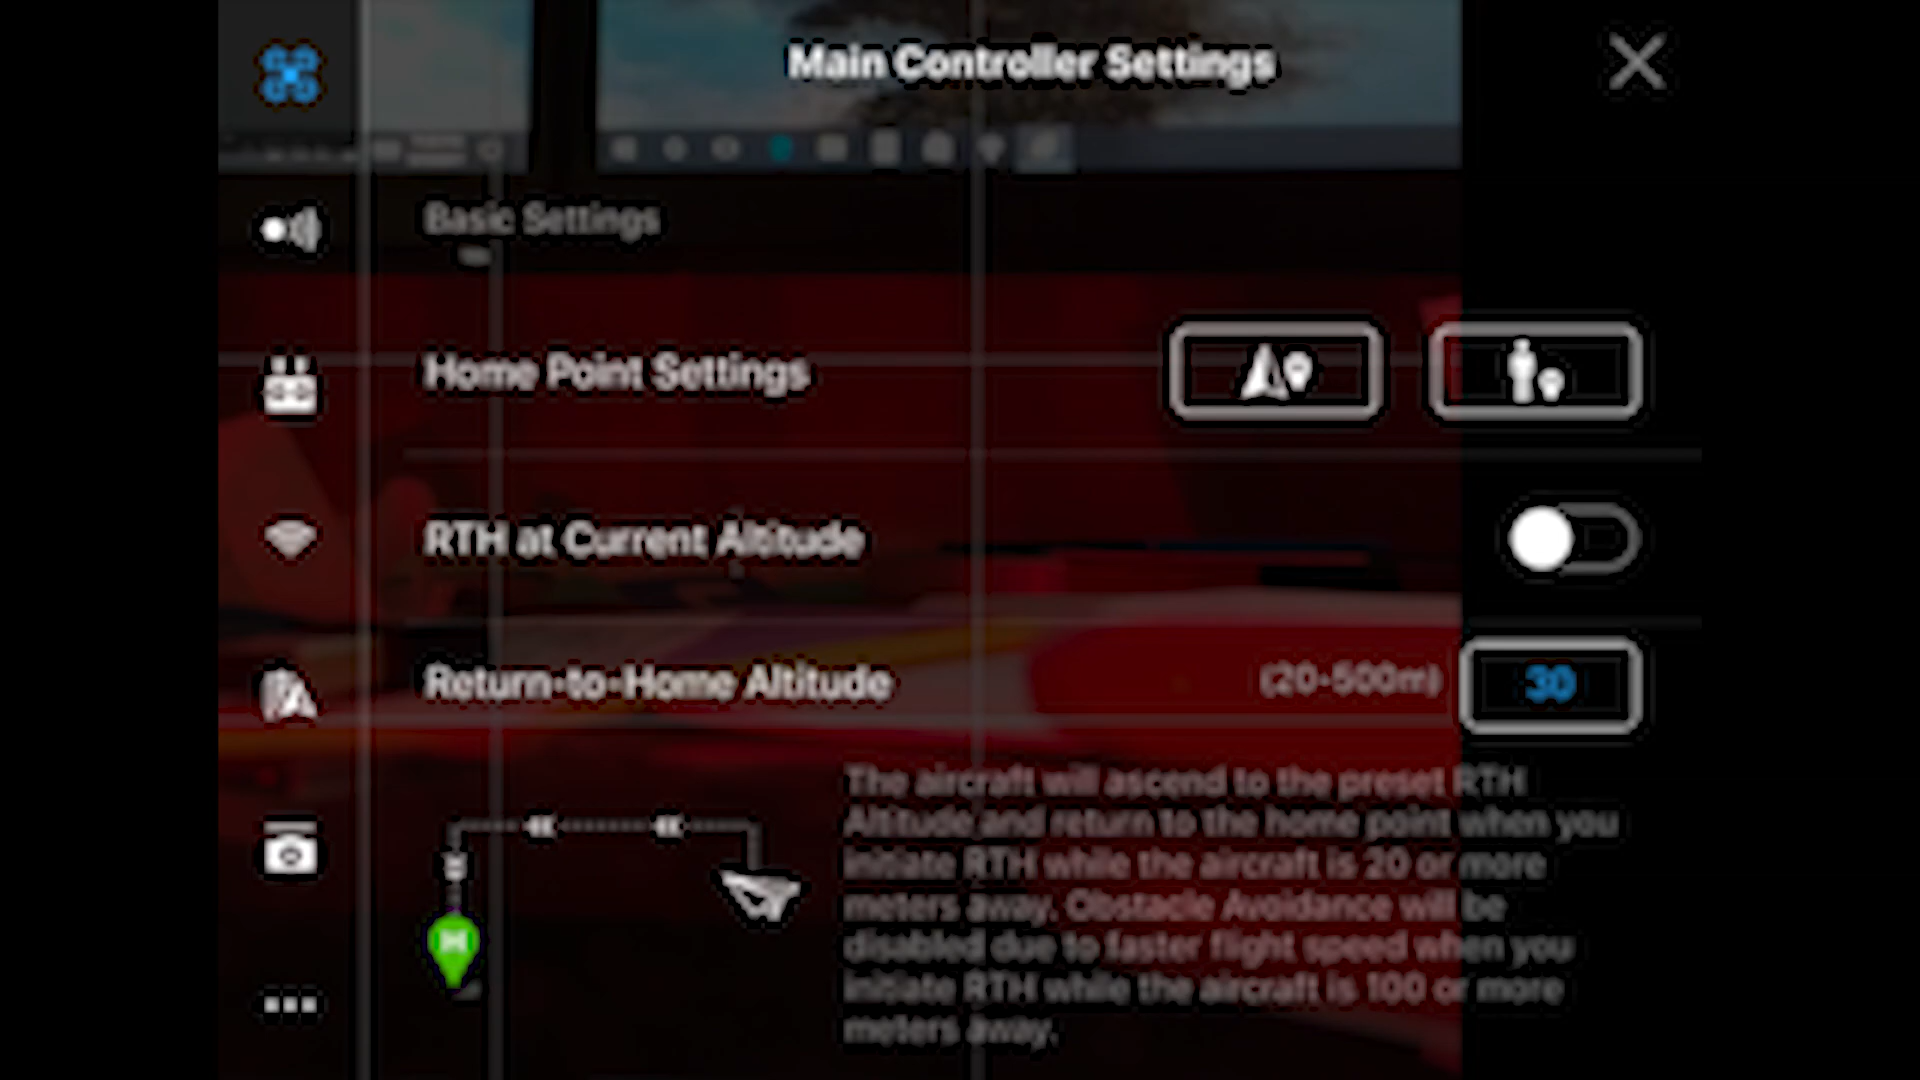 Main Controller Settings
Basic Settings
Home Point Settings
RTH at Current Altitude
Return-to-Home Altitude
(20-500m)
30
The aircraft will ascend to the preset RTH
Altitude and return to the home point when you
initiate RTH while the aircraft is 20 or more
meters away. Obstacle Avoidance will be
disabled due to faster flight speed when you
initiate RTH while the aircraft is 100 or more
meters away.
H